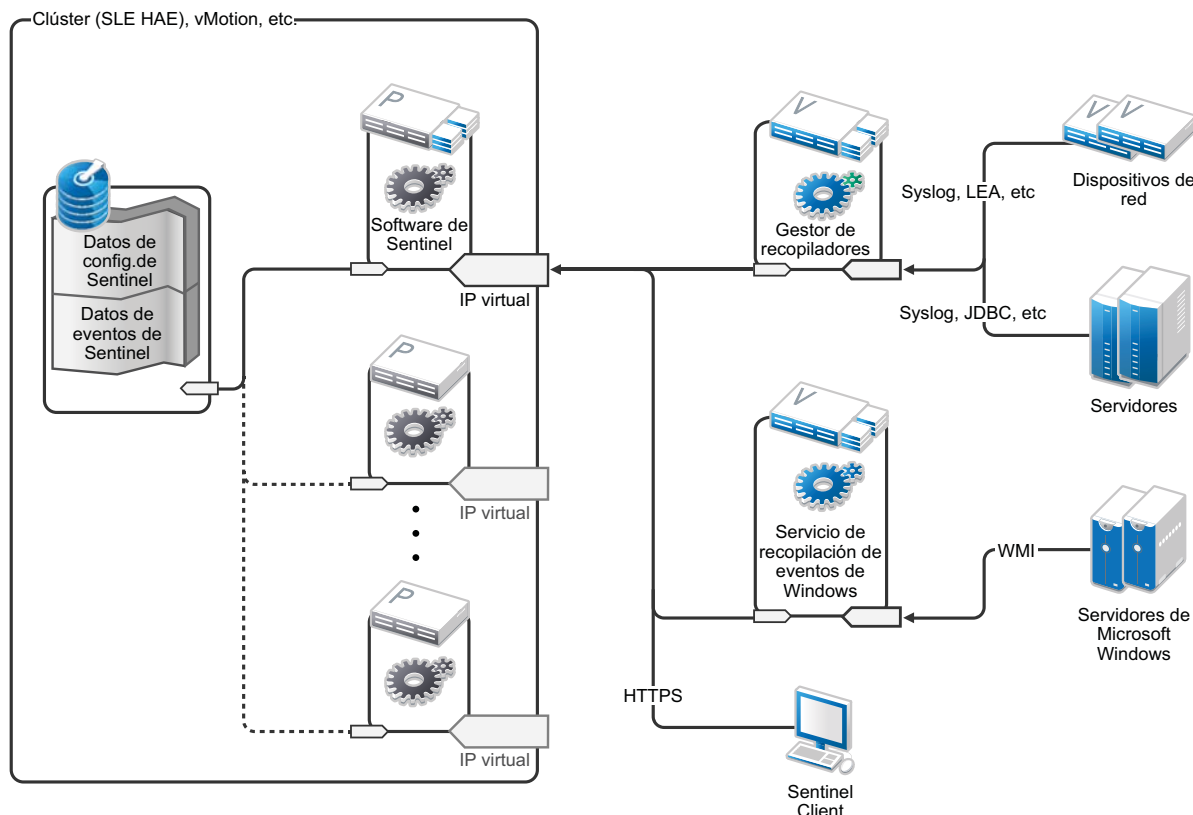 Clúster (SLE HAE), vMotion, etc.
P
Software de
Sentinel
IP virtual
Datos de
config.de
Sentinel
Datos de
eventos de
Sentinel
P
IP virtual
P
IP virtual
V
Gestor de
recopiladores
Syslog, LEA, etc
V V
Dispositivos de
red
Syslog, JDBC, etc
Servidores
V
Servicio de
recopilación de
eventos de
Windows
WMI
Servidores de
Microsoft
Windows
HTTPS
Sentinel
Client